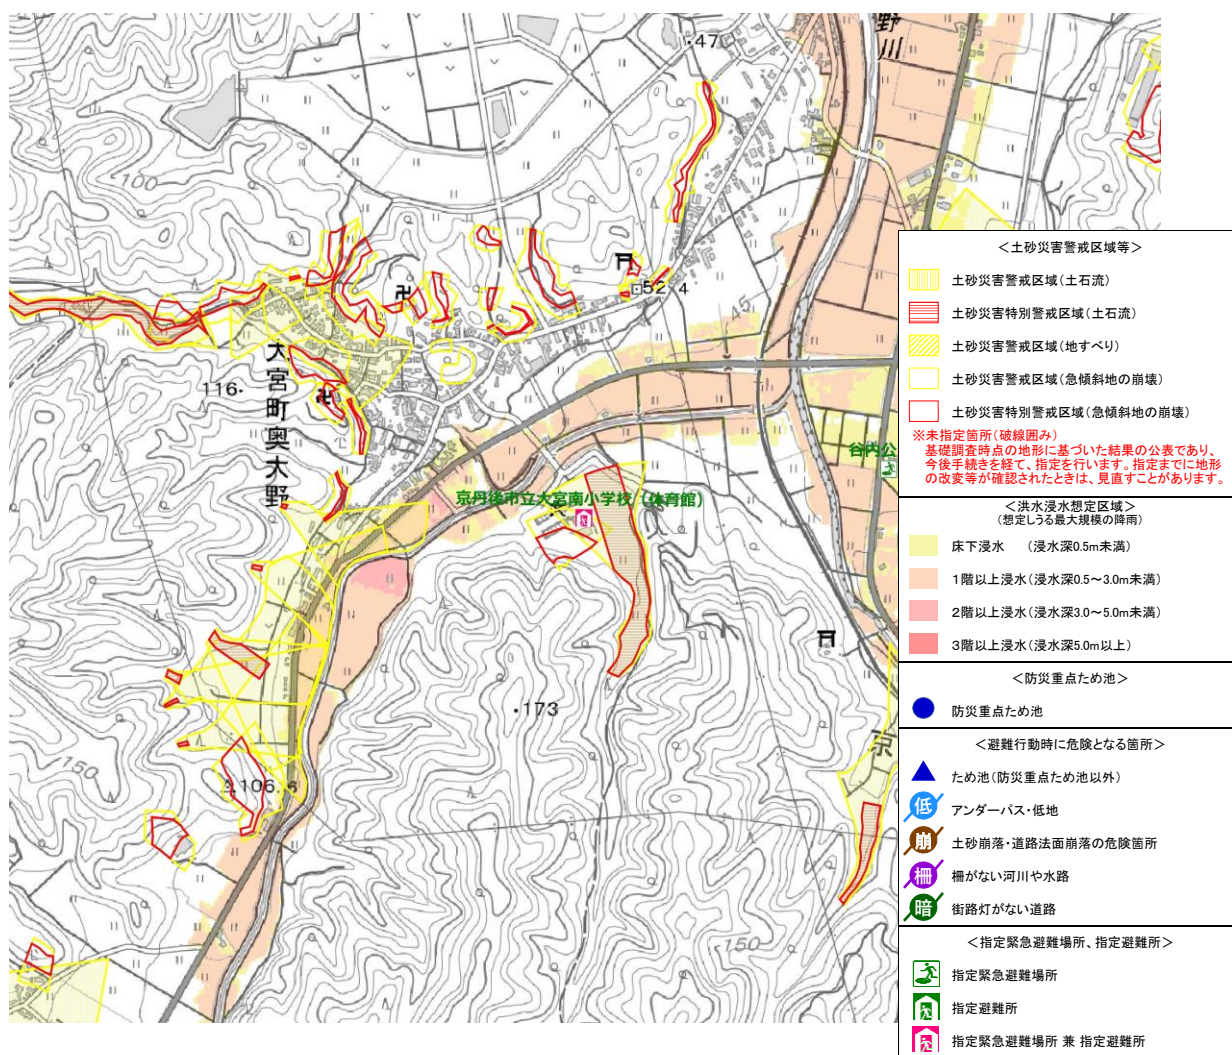 野川
・47
100
52.4
45
大宮町奥大野
116・
谷内公
京丹後市立大宮南小学校(体育館)
・173
150
106.6
京
150
＜土砂災害警戒区域等＞
土砂災害警戒区域(土石流)
土砂災害特別警戒区域(土石流)
土砂災害警戒区域(地すべり)
土砂災害警戒区域(急傾斜地の崩壊)
土砂災害特別警戒区域(急傾斜地の崩壊)
※未指定箇所(破線囲み)
基礎調査時点の地形に基づいた結果の公表であり、
今後手続きを経て、指定を行います。指定までに地形
の改変等が確認されたときは、見直すことがあります。
＜洪水浸水想定区域＞
(想定しうる最大規模の降雨)
床下浸水　(浸水深0.5m未満)
1階以上浸水(浸水深0.5～3.0m未満)
2階以上浸水(浸水深3.0～5.0m未満)
3階以上浸水(浸水深5.0m以上)
＜防災重点ため池＞
防災重点ため池
＜避難行動時に危険となる箇所＞
ため池(防災重点ため池以外)
低 アンダーパス・低地
崩 土砂崩落・道路法面崩落の危険箇所
柵 柵がない河川や水路
暗 街路灯がない道路
＜指定緊急避難場所、指定避難所＞
指定緊急避難場所
指定避難所
指定緊急避難場所 兼 指定避難所